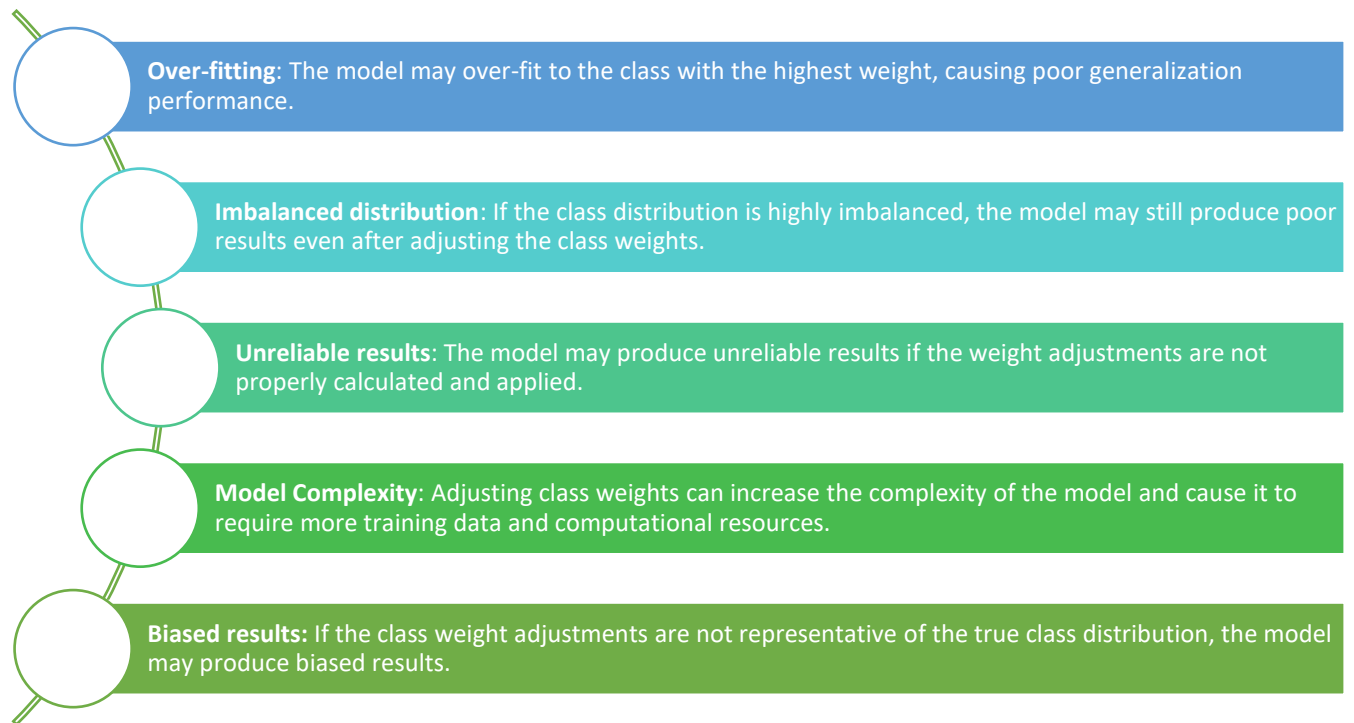 Over-fitting: The model may over-fit to the class with the highest weight, causing poor generalization
performance.
Imbalanced distribution: If the class distribution is highly imbalanced, the model may still produce poor
results even after adjusting the class weights.
Unreliable results: The model may produce unreliable results if the weight adjustments are not
properly calculated and applied.
Model Complexity: Adjusting class weights can increase the complexity of the model and cause it to
require more training data and computational resources.
Biased results: If the class weight adjustments are not representative of the true class distribution, the model
may produce biased results.